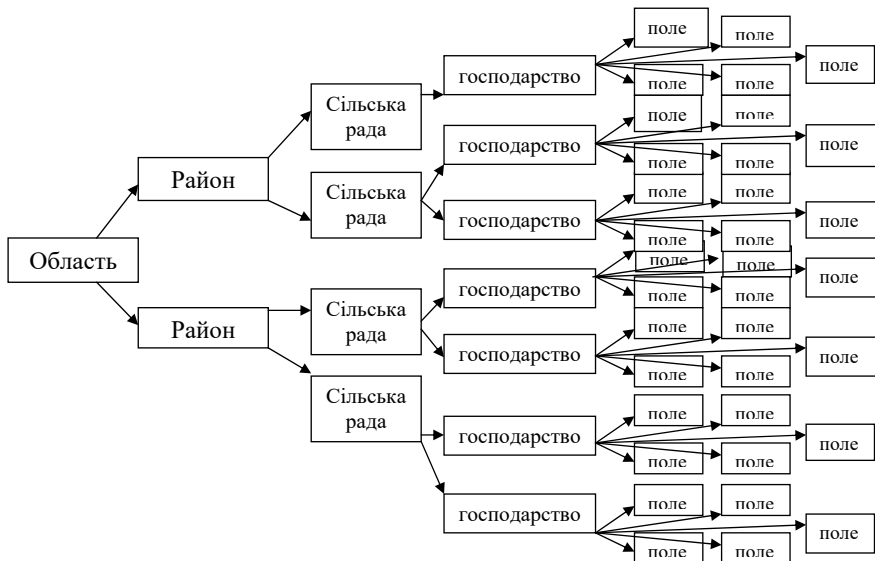 поле
поле
поле
господарство
поле
поле
Сільська
рада
поле
поле
господарство
поле
поле
поле
Район
Сільська
рада
поле
поле
господарство
поле
поле
поле
Область
поле
поле
господарство
поле
поле
поле
Сільська
рада
поле
поле
Район
господарство
поле
поле
поле
Сільська
рада
поле
поле
господарство
поле
поле
поле
поле
поле
господарство
поле
поле
поле